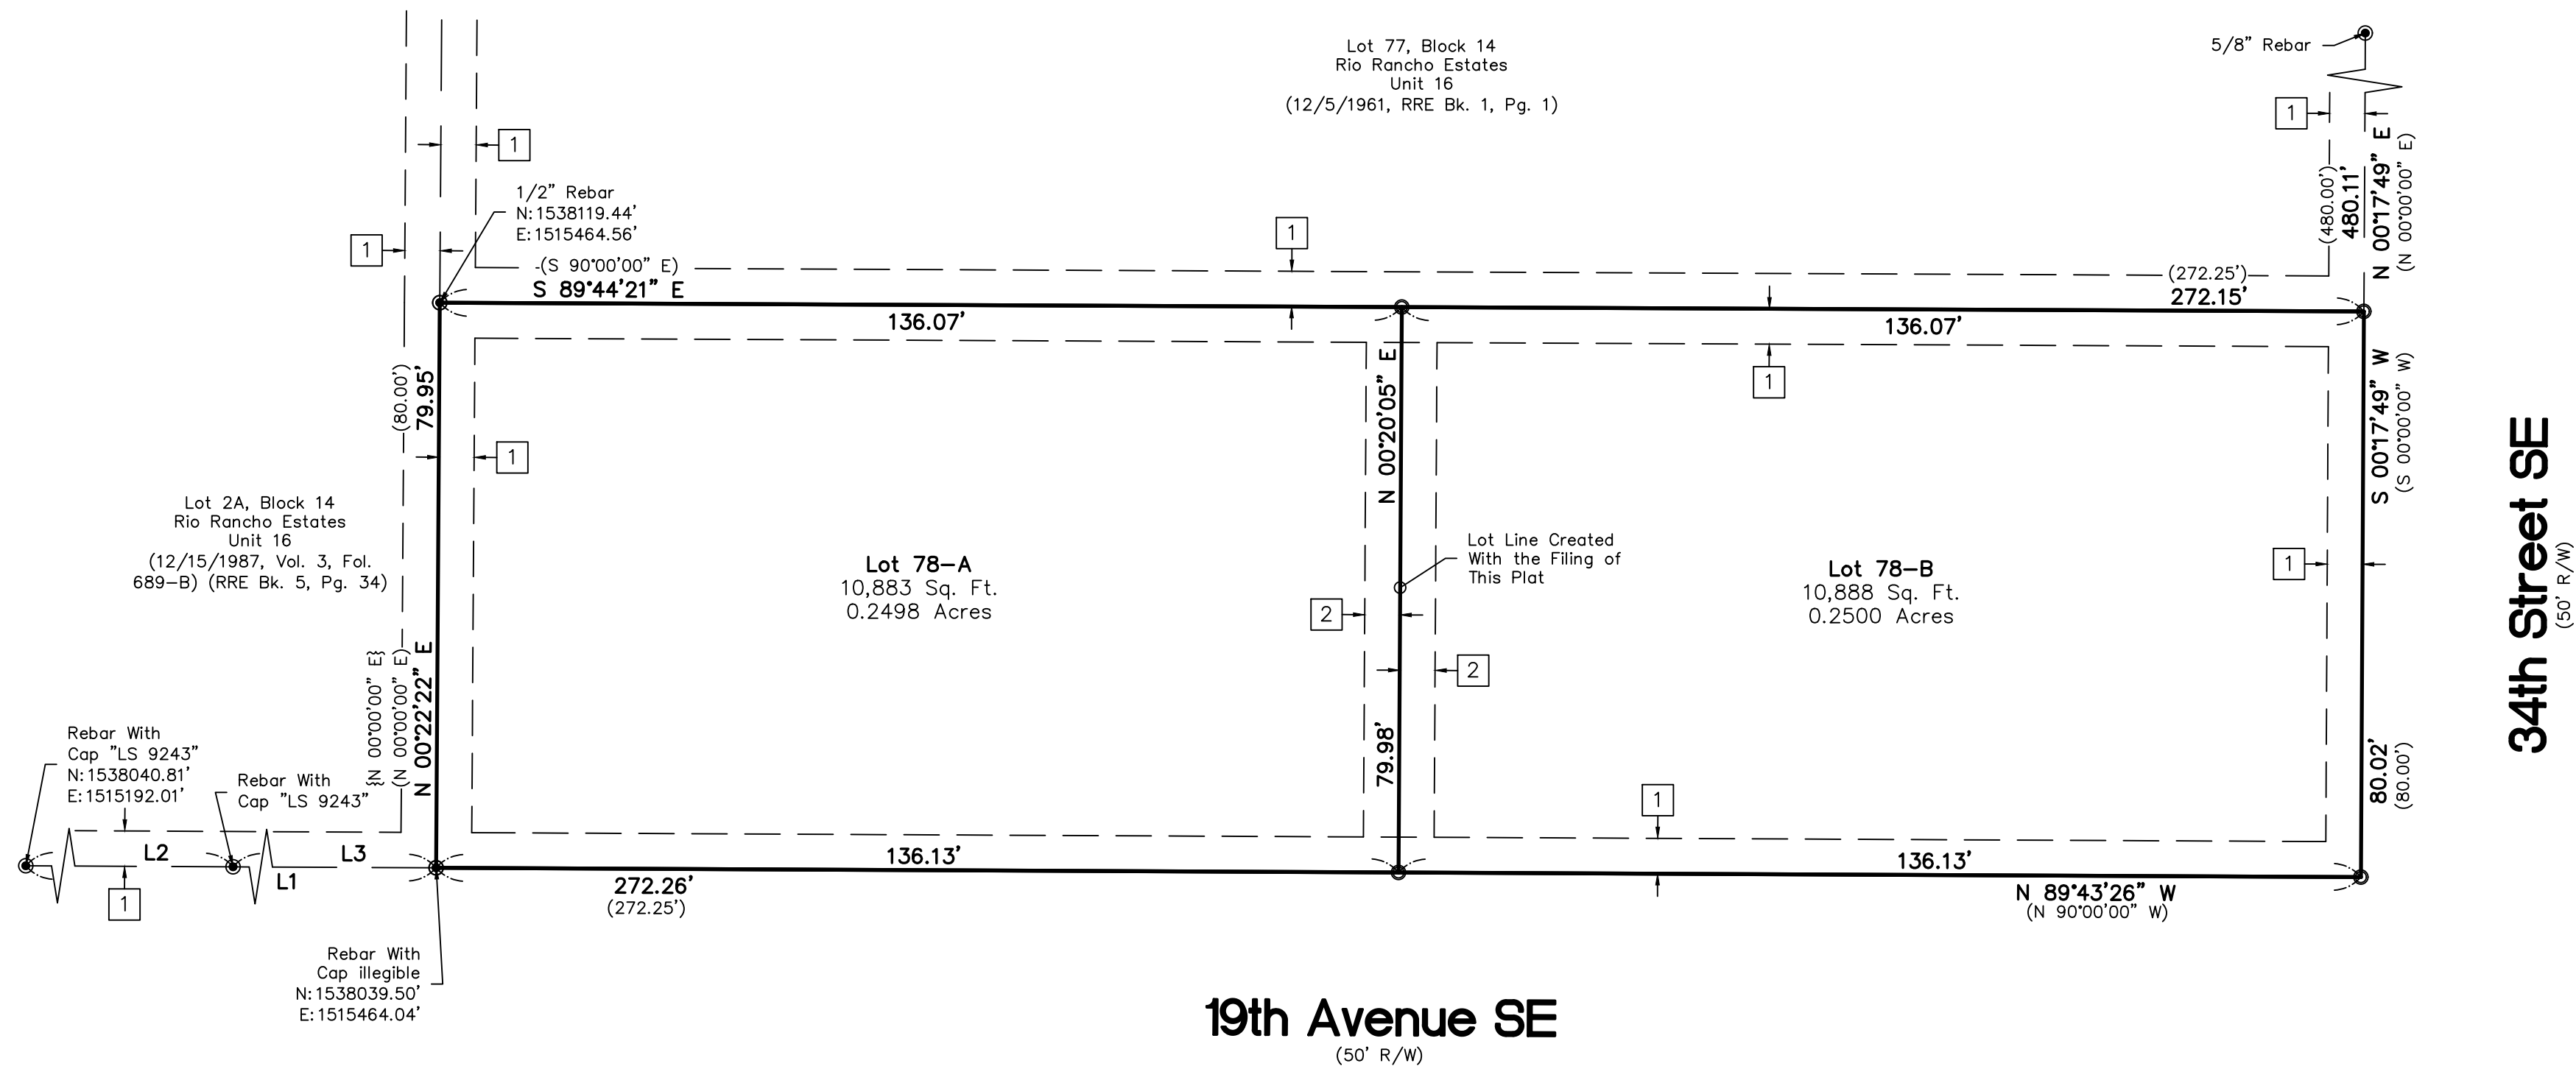 Lot 77, Block 14
Rio Rancho Estates
Unit 16
(12/5/1961, RRE Bk. 1, Pg. 1)
5/8" Rebar
1
1
1
1/2" Rebar
N:1538119.44'
E:1515464.56'
1
(S 90°00'00" E)
S 89°44'21" E
136.07'
(272.25')
272.15'
136.07'
(480.00')
480.11'
N 00°17'49" E
(N 00°00'00" E)
(80.00')
79.95'
1
1
N 00°20'05" E
S 00°17'49" W
(S 00°00'00" W)
Lot 2A, Block 14
Rio Rancho Estates
Unit 16
(12/15/1987, Vol. 3, Fol.
689-B) (RRE Bk. 5, Pg. 34)
Lot 78-A
10,883 Sq. Ft.
0.2498 Acres
Lot Line Created
With the Filing of
This Plat
Lot 78-B
10,888 Sq. Ft.
0.2500 Acres
1
2
2
34th Street SE
(50' R/W)
{N 00°00'00" E}
(N 00°00'00" E)
N 00°22'22" E
79.98'
80.02'
(80.00')
Rebar With
Cap "LS 9243"
N:1538040.81'
E:1515192.01'
Rebar With
Cap "LS 9243"
1
L2
L3
L1
1
136.13'
272.26'
(272.25')
136.13'
N 89°43'26" W
(N 90°00'00" W)
Rebar With
Cap illegible
N:1538039.50'
E:1515464.04'
19th Avenue SE
(50' R/W)